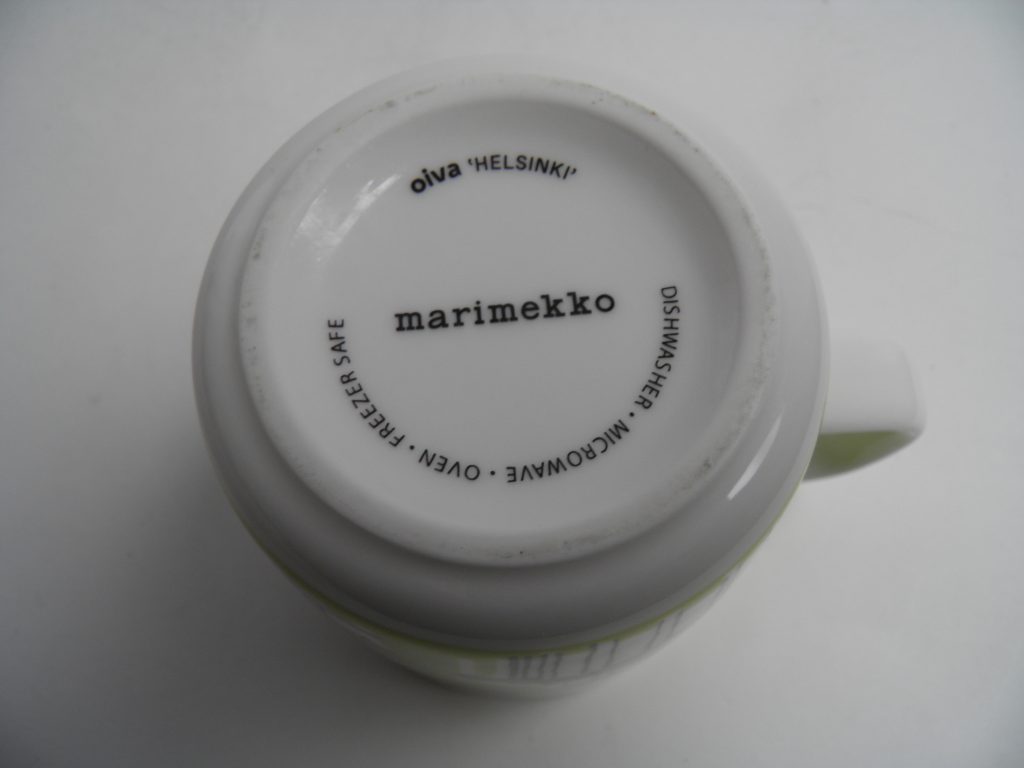 oiva 'HELSINKI'
marimekko
DISHWASHER • MICROWAVE • OVEN • FREEZER SAFE